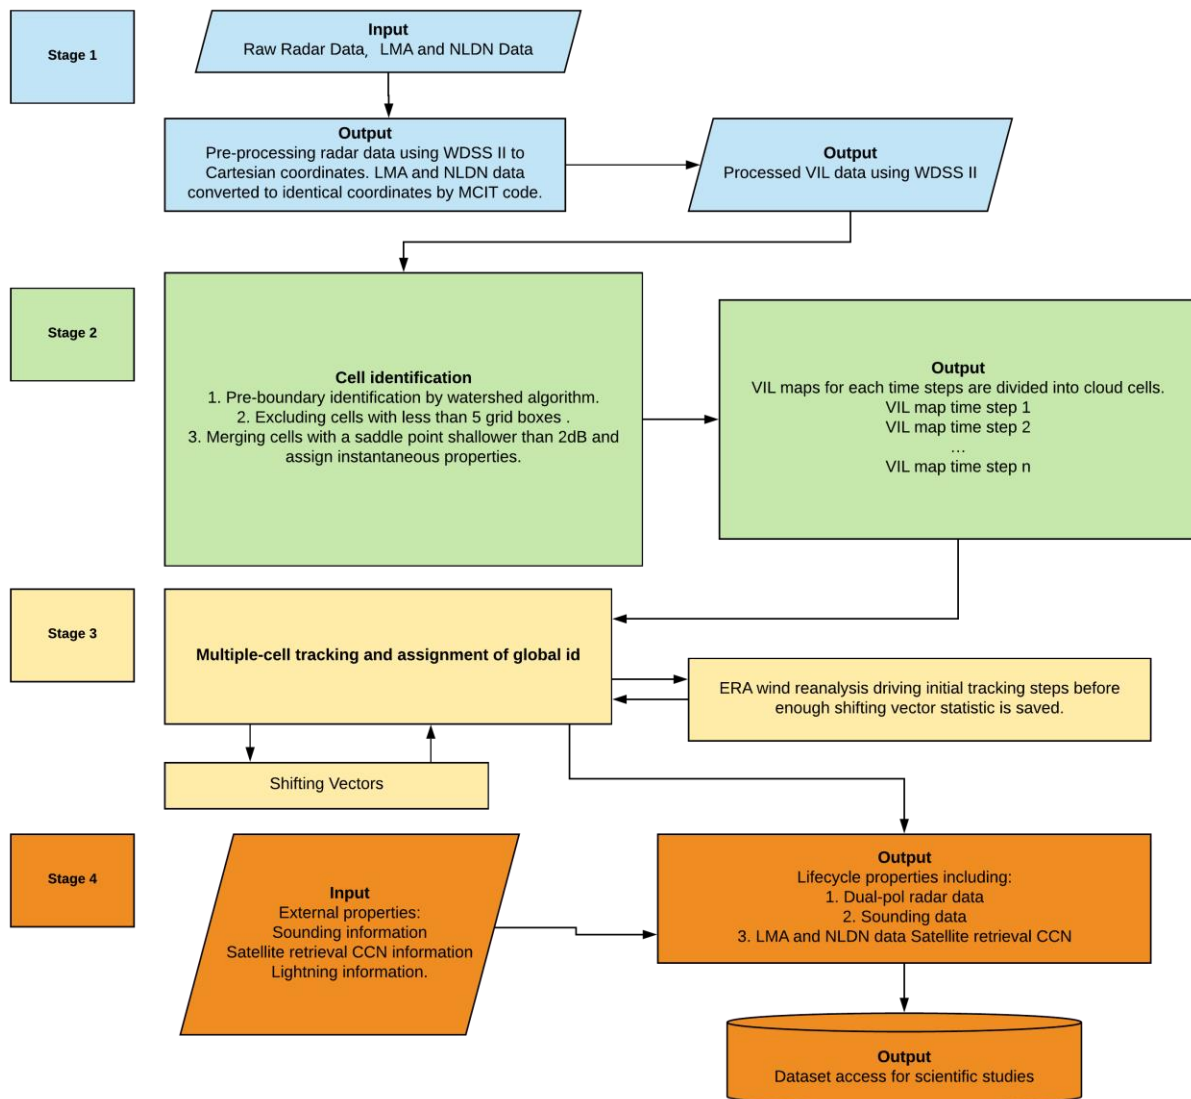 Stage 1
Input
Raw Radar Data, LMA and NLDN Data
Output
Pre-processing radar data using WDSS II to
Cartesian coordinates. LMA and NLDN data
converted to identical coordinates by MCIT code.
Output
Processed VIL data using WDSS II
Stage 2
Cell identification
1. Pre-boundary identification by watershed algorithm.
2. Excluding cells with less than 5 grid boxes .
3. Merging cells with a saddle point shallower than 2dB and
assign instantaneous properties.
Output
VIL maps for each time steps are divided into cloud cells.
VIL map time step 1
VIL map time step 2
...
VIL map time step n
Stage 3
Multiple-cell tracking and assignment of global id
ERA wind reanalysis driving initial tracking steps before
enough shifting vector statistic is saved.
Shifting Vectors
Stage 4
Input
External properties:
Sounding information
Satellite retrieval CCN information
Lightning information.
Output
Lifecycle properties including:
1. Dual-pol radar data
2. Sounding data
3. LMA and NLDN data Satellite retrieval CCN
Output
Dataset access for scientific studies